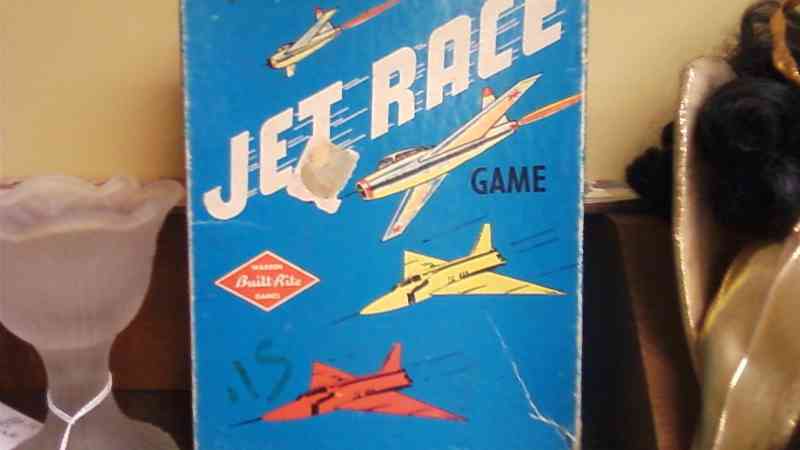 JET RACE
GAME
WARREN
Built-Rite
GAMES
.15